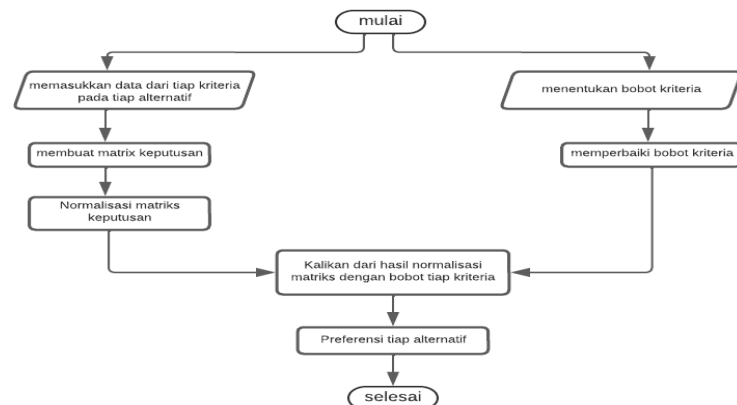 mulai
memasukkan data dari tiap kriteria
pada tiap alternatif
menentukan bobot kriteria
membuat matrix keputusan
memperbaiki bobot kriteria
Normalisasi matriks
keputusan
Kalikan dari hasil normalisasi
matriks dengan bobot tiap kriteria
Preferensi tiap alternatif
selesai